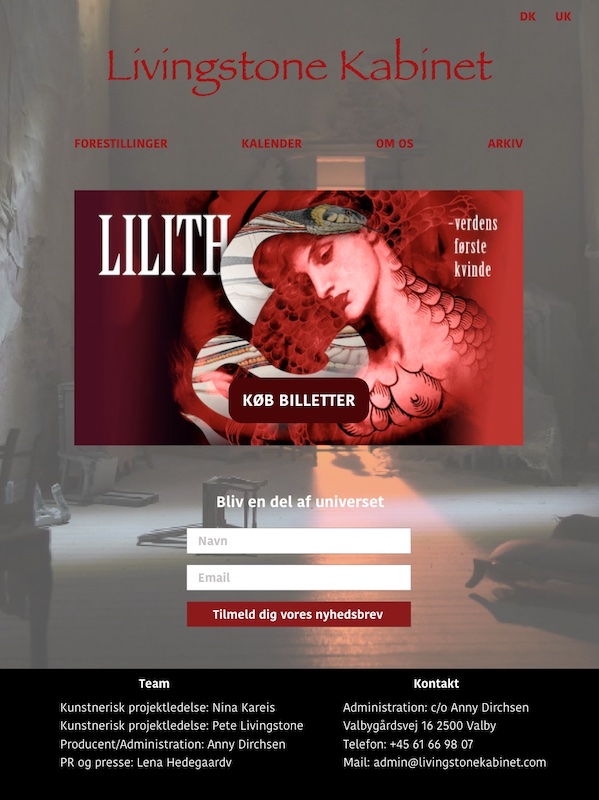 DK UK
Livingstone Kabinet
FORESTILLINGER KALENDER OM OS ARKIV
LILITH
-verdens
første
kvinde
KØB BILLETTER
Bliv en del af universet
Navn
Email
Tilmeld dig vores nyhedsbrev
Team
Kunstnerisk projektledelse: Nina Kareis
Kunstnerisk projektledelse: Pete Livingstone
Producent/Administration: Anny Dirchsen
PR og presse: Lena Hedegaardv
Kontakt
Administration: c/o Anny Dirchsen
Valbygårdsvej 16 2500 Valby
Telefon: +45 61 66 98 07
Mail: admin@livingstonekabinet.com